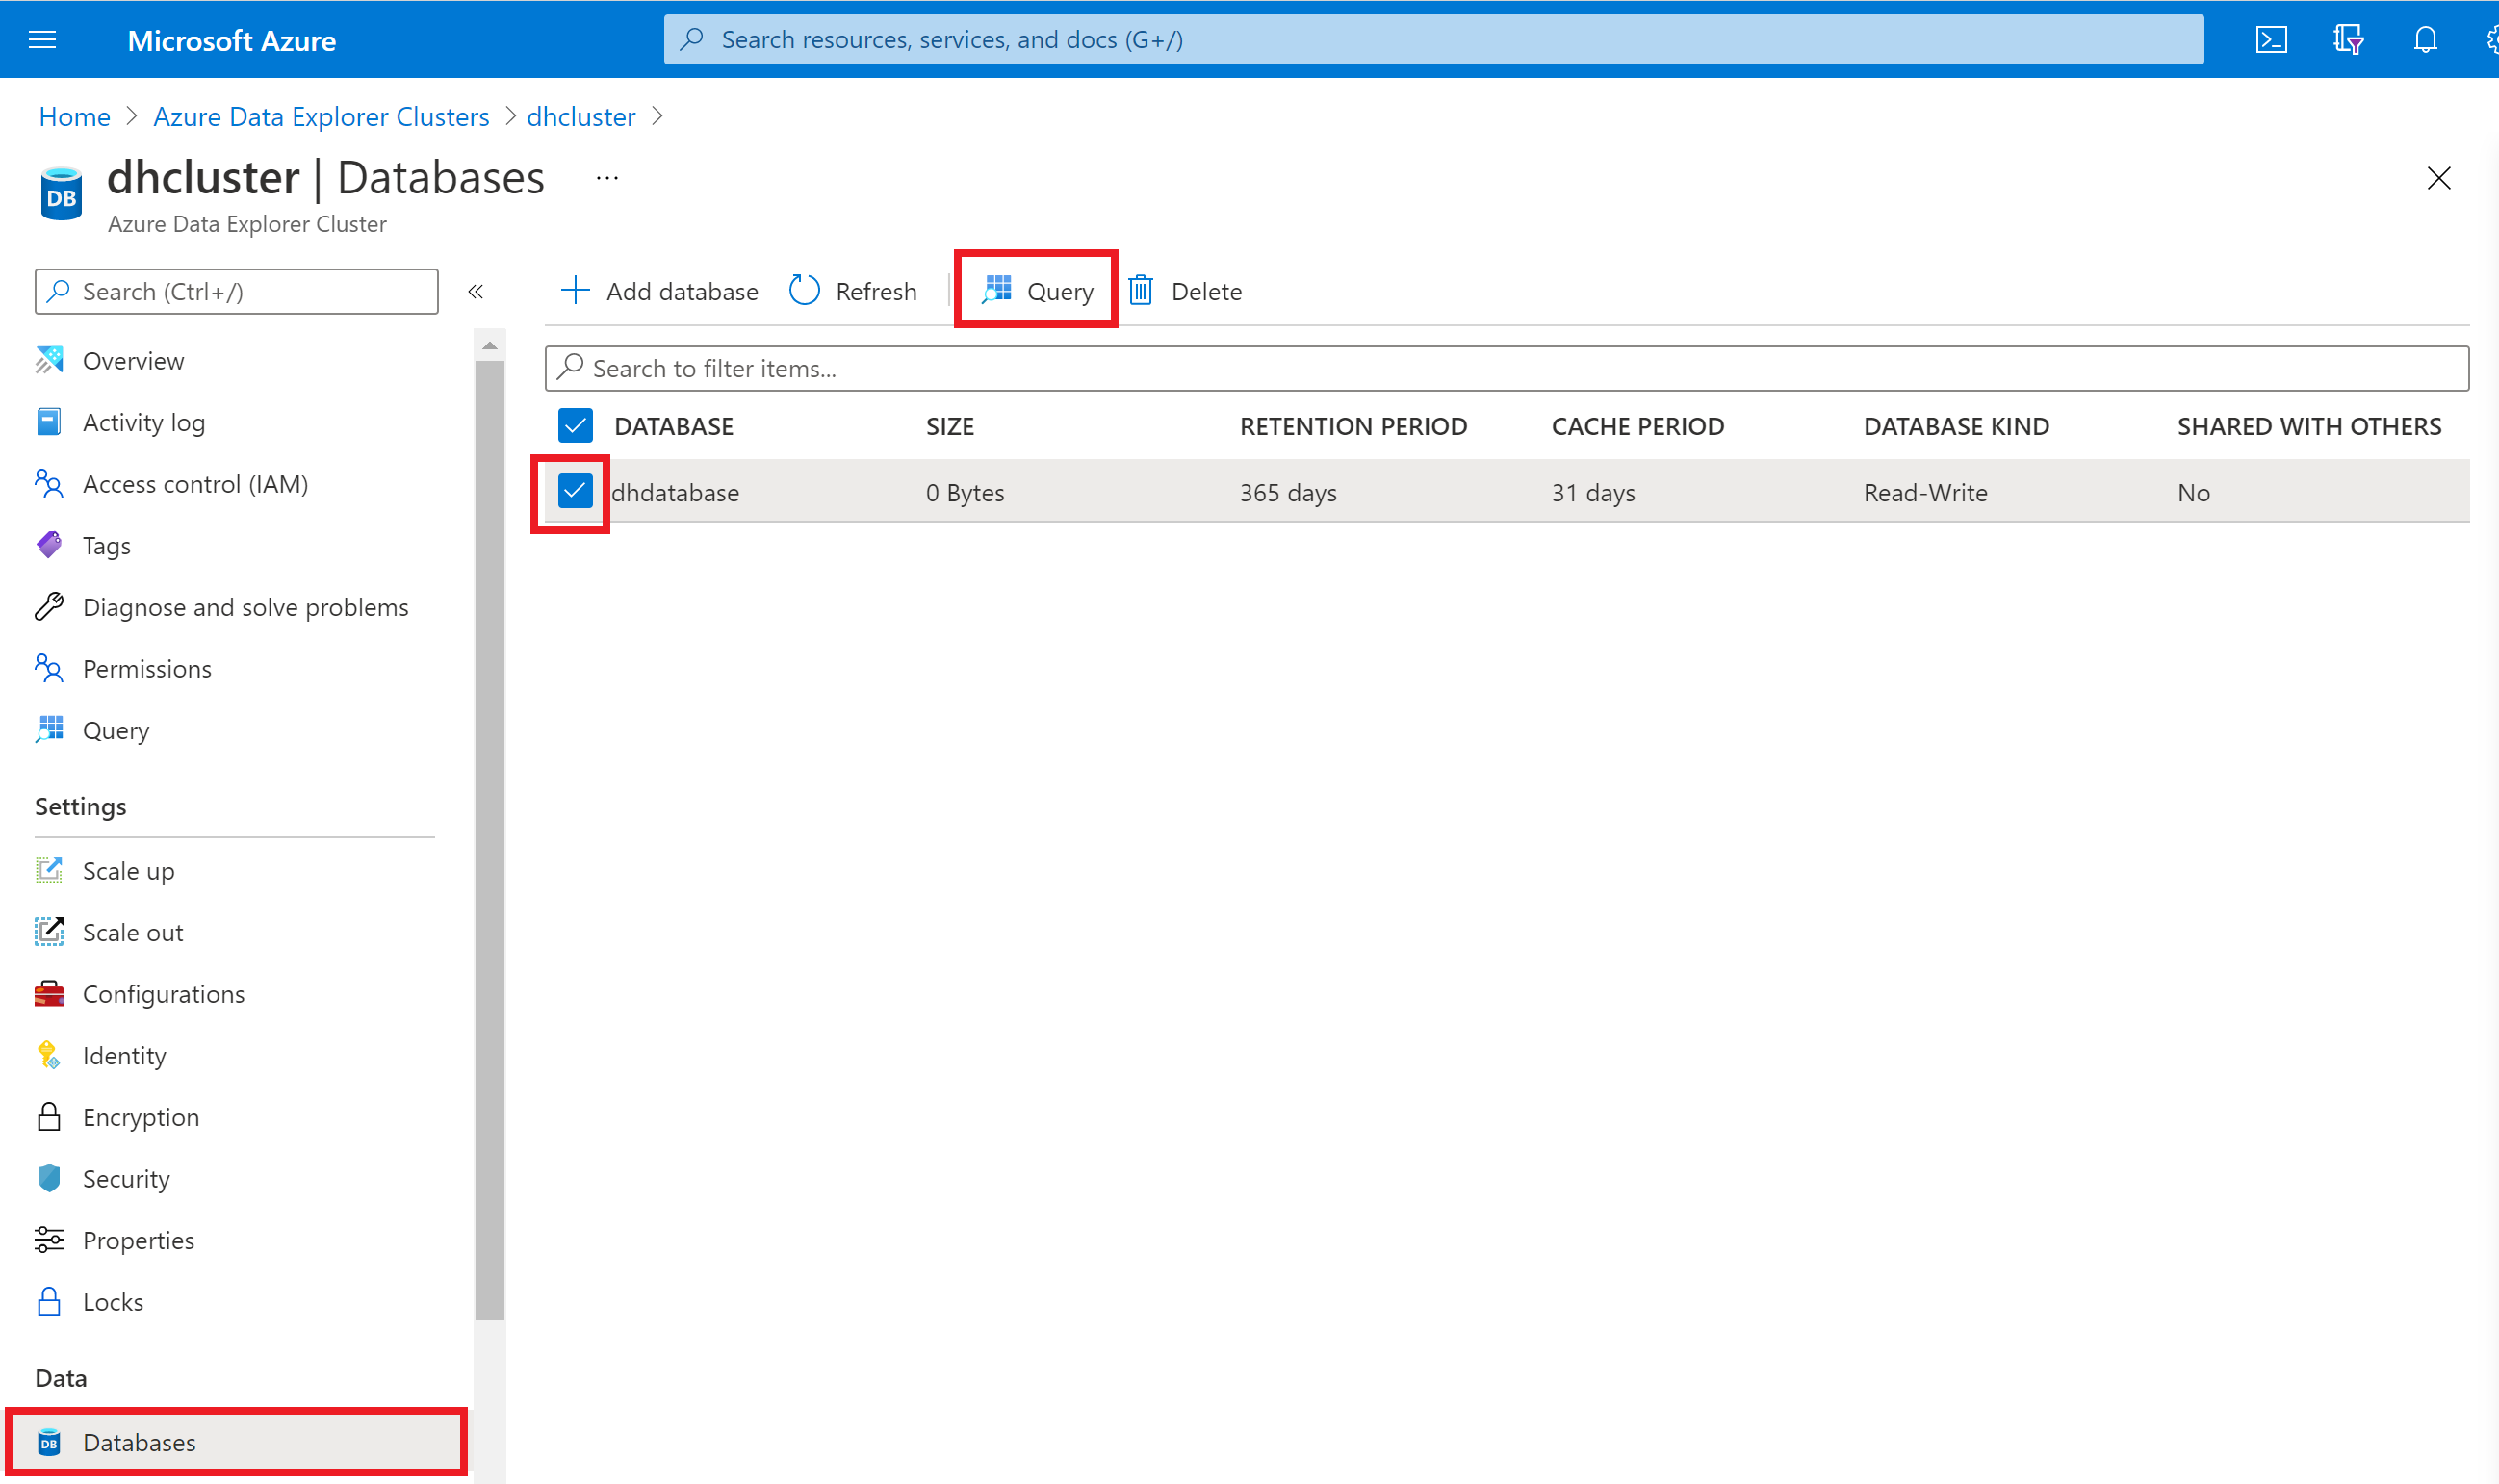 Microsoft Azure
Search resources, services, and docs (G+/)
Home > Azure Data Explorer Clusters > dhcluster >
DB
dhcluster | Databases ...
Azure Data Explorer Cluster
Search (Ctrl+/) «
Add database Refresh Query Delete
Search to filter items...
DATABASE SIZE RETENTION PERIOD CACHE PERIOD DATABASE KIND SHARED WITH OTHERS
dhdatabase 0 Bytes 365 days 31 days Read-Write No
Overview
Activity log
Access control (IAM)
Tags
Diagnose and solve problems
Permissions
Query
Settings
Scale up
Scale out
Configurations
Identity
Encryption
Security
Properties
Locks
Data
DB Databases